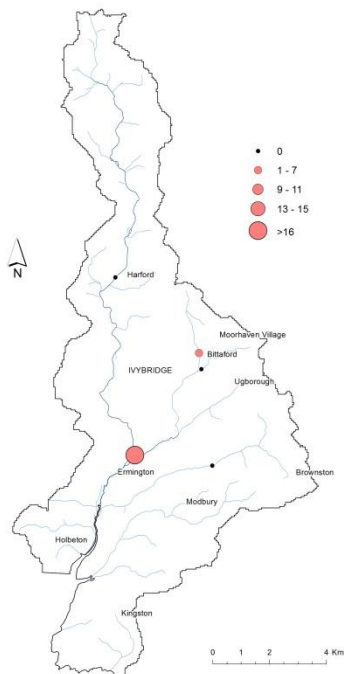 0
1 - 7
9 - 11
13 - 15
>16
N
Harford
Moorhaven Village
Bittaford
IVYBRIDGE
Ugborough
Ermington
Brownston
Modbury
Holbeton
Kingston
0 2 4 Km